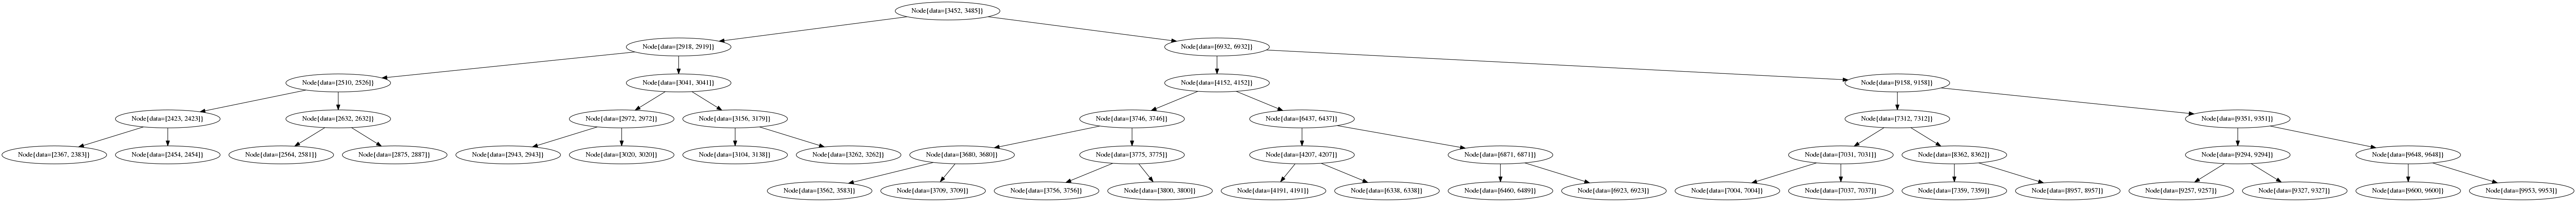 Node{data=[3452, 3485]}
Node{data=[2918, 2919]}
Node{data=[6932, 6932]}
Node{data=[2510, 2526]}
Node{data=[3041, 3041]}
Node{data=[4152, 4152]}
Node{data=[9158, 9158]}
Node{data=[2423, 2423]}
Node{data=[2632, 2632]}
Node{data=[2972, 2972]}
Node{data=[3156, 3179]}
Node{data=[3746, 3746]}
Node{data=[6437, 6437]}
Node{data=[7312, 7312]}
Node{data=[9351, 9351]}
Node{data=[2367, 2383]}
Node{data=[2454, 2454]}
Node{data=[2564, 2581]}
Node{data=[2875, 2887]}
Node{data=[2943, 2943]}
Node{data=[3020, 3020]}
Node{data=[3104, 3138]}
Node{data=[3262, 3262]}
Node{data=[3680, 3680]}
Node{data=[3775, 3775]}
Node{data=[4207, 4207]}
Node{data=[6871, 6871]}
Node{data=[7031, 7031]}
Node{data=[8362, 8362]}
Node{data=[9294, 9294]}
Node{data=[9648, 9648]}
Node{data=[3562, 3583]}
Node{data=[3709, 3709]}
Node{data=[3756, 3756]}
Node{data=[3800, 3800]}
Node{data=[4191, 4191]}
Node{data=[6338, 6338]}
Node{data=[6460, 6489]}
Node{data=[6923, 6923]}
Node{data=[7004, 7004]}
Node{data=[7037, 7037]}
Node{data=[7359, 7359]}
Node{data=[8957, 8957]}
Node{data=[9257, 9257]}
Node{data=[9327, 9327]}
Node{data=[9600, 9600]}
Node{data=[9953, 9953]}